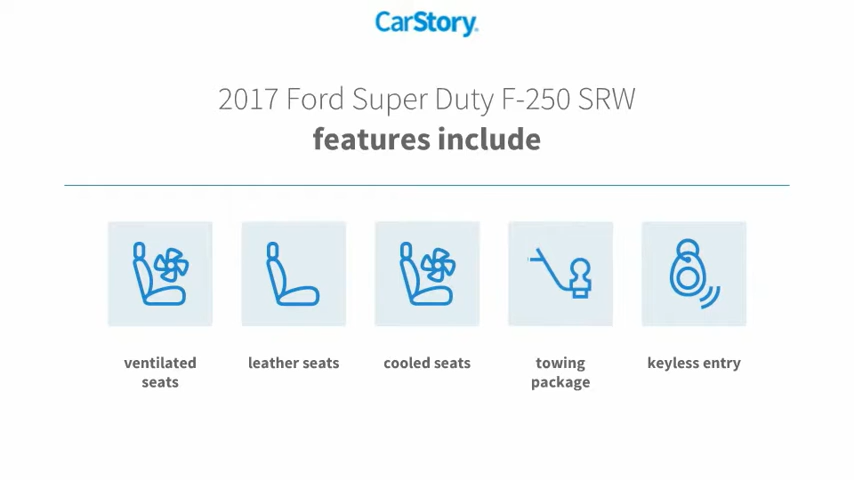 CarStory
2017 Ford Super Duty F-250 SRW
features include
ventilated
seats
leather seats
cooled seats
towing
package
keyless entry